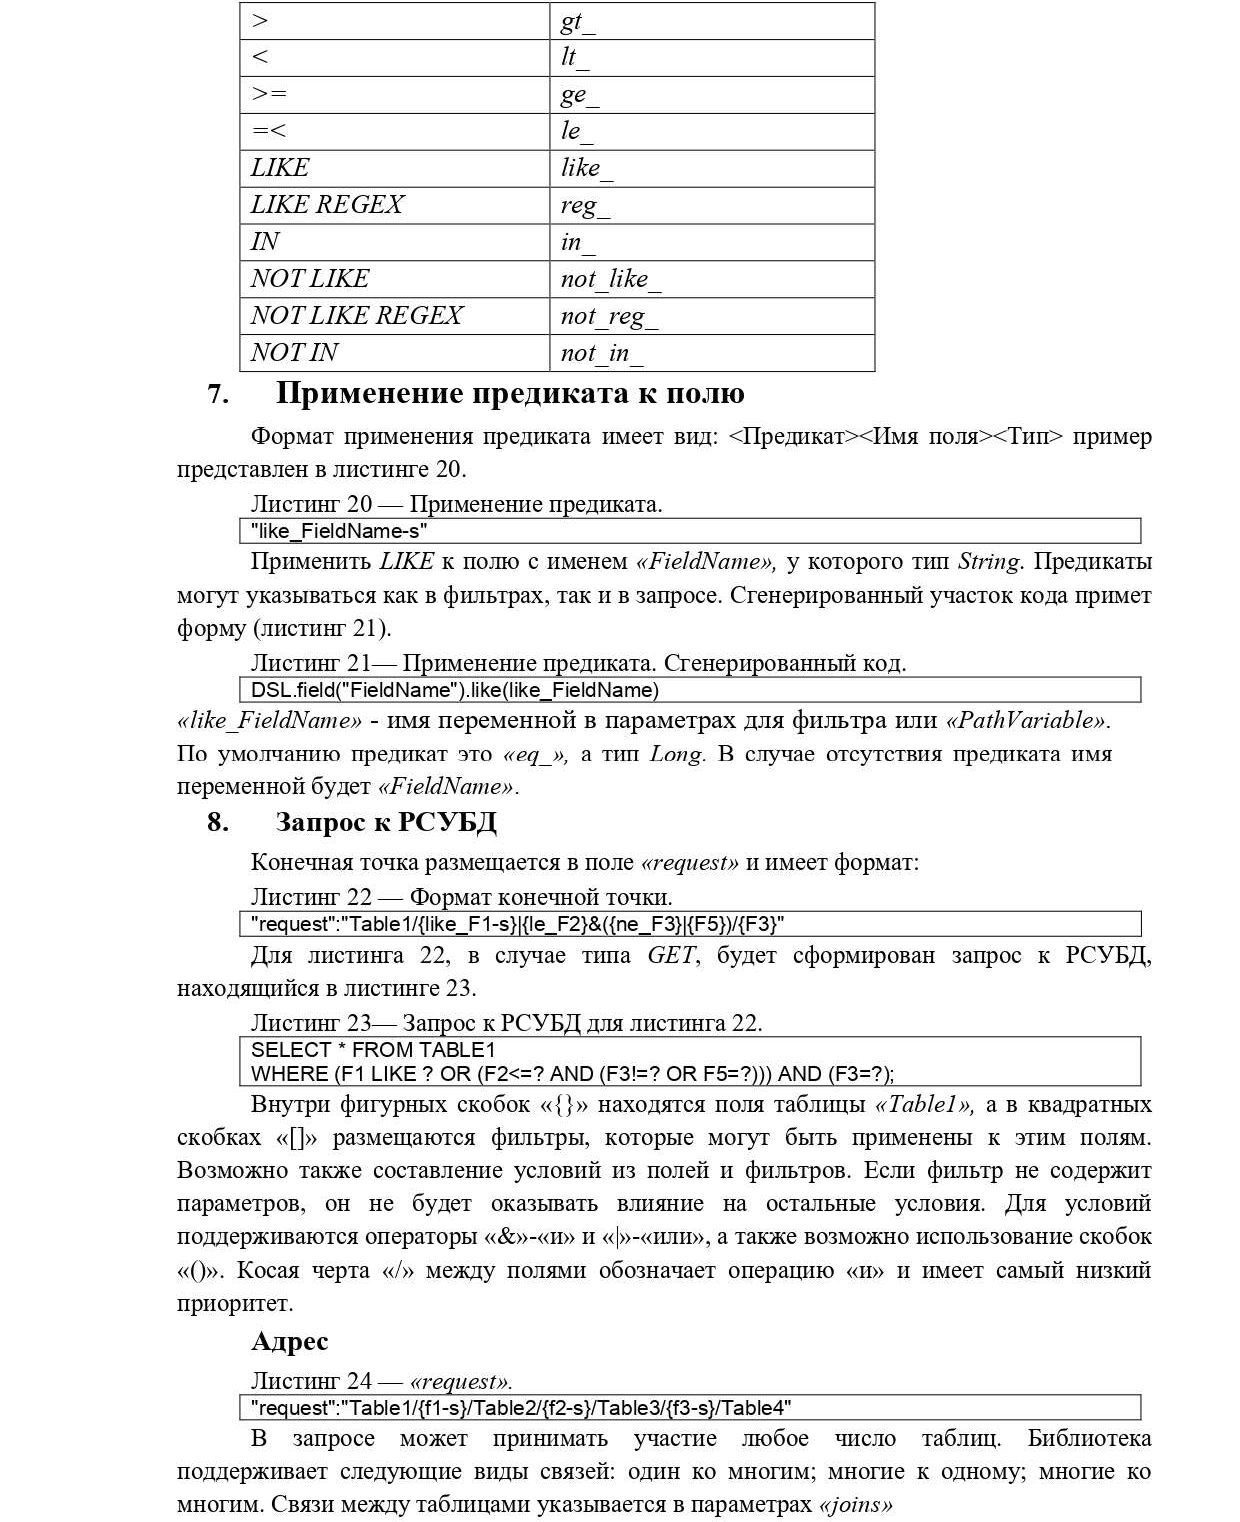 > gt_
< lt_
>= ge_
=< le_
LIKE like_
LIKE REGEX reg_
IN in_
NOT LIKE not_like_
NOT LIKE REGEX not_reg_
NOT IN not_in_
7. Применение предиката к полю
Формат применения предиката имеет вид: <Предикат><Имя поля><Тип> пример
представлен в листинге 20.
Листинг 20 — Применение предиката.
"like_FieldName-s"
Применить LIKE к полю с именем «FieldName», у которого тип String. Предикаты
могут указываться как в фильтрах, так и в запросе. Сгенерированный участок кода примет
форму (листинг 21).
Листинг 21— Применение предиката. Сгенерированный код.
DSL.field("FieldName").like(like_FieldName)
«like_FieldName» - имя переменной в параметрах для фильтра или «PathVariable».
По умолчанию предикат это «eq_», а тип Long. В случае отсутствия предиката имя
переменной будет «FieldName».
8. Запрос к РСУБД
Конечная точка размещается в поле «request» и имеет формат:
Листинг 22 — Формат конечной точки.
"request":"Table1/{like_F1-s}|{le_F2}&({ne_F3}|{F5})/{F3}"
Для листинга 22, в случае типа GET, будет сформирован запрос к РСУБД,
находящийся в листинге 23.
Листинг 23— Запрос к РСУБД для листинга 22.
SELECT * FROM TABLE1
WHERE (F1 LIKE ? OR (F2<=? AND (F3!=? OR F5=?))) AND (F3=?);
Внутри фигурных скобок «{}» находятся поля таблицы «Table1», а в квадратных
скобках «[]» размещаются фильтры, которые могут быть применены к этим полям.
Возможно также составление условий из полей и фильтров. Если фильтр не содержит
параметров, он не будет оказывать влияние на остальные условия. Для условий
поддерживаются операторы «&»-«и» и «|»-«или», а также возможно использование скобок
«()». Косая черта «/» между полями обозначает операцию «и» и имеет самый низкий
приоритет.
Адрес
Листинг 24 — «request».
"request":"Table1/{f1-s}/Table2/{f2-s}/Table3/{f3-s}/Table4"
В запросе может принимать участие любое число таблиц. Библиотека
поддерживает следующие виды связей: один ко многим; многие к одному; многие ко
многим. Связи между таблицами указывается в параметрах «joins»